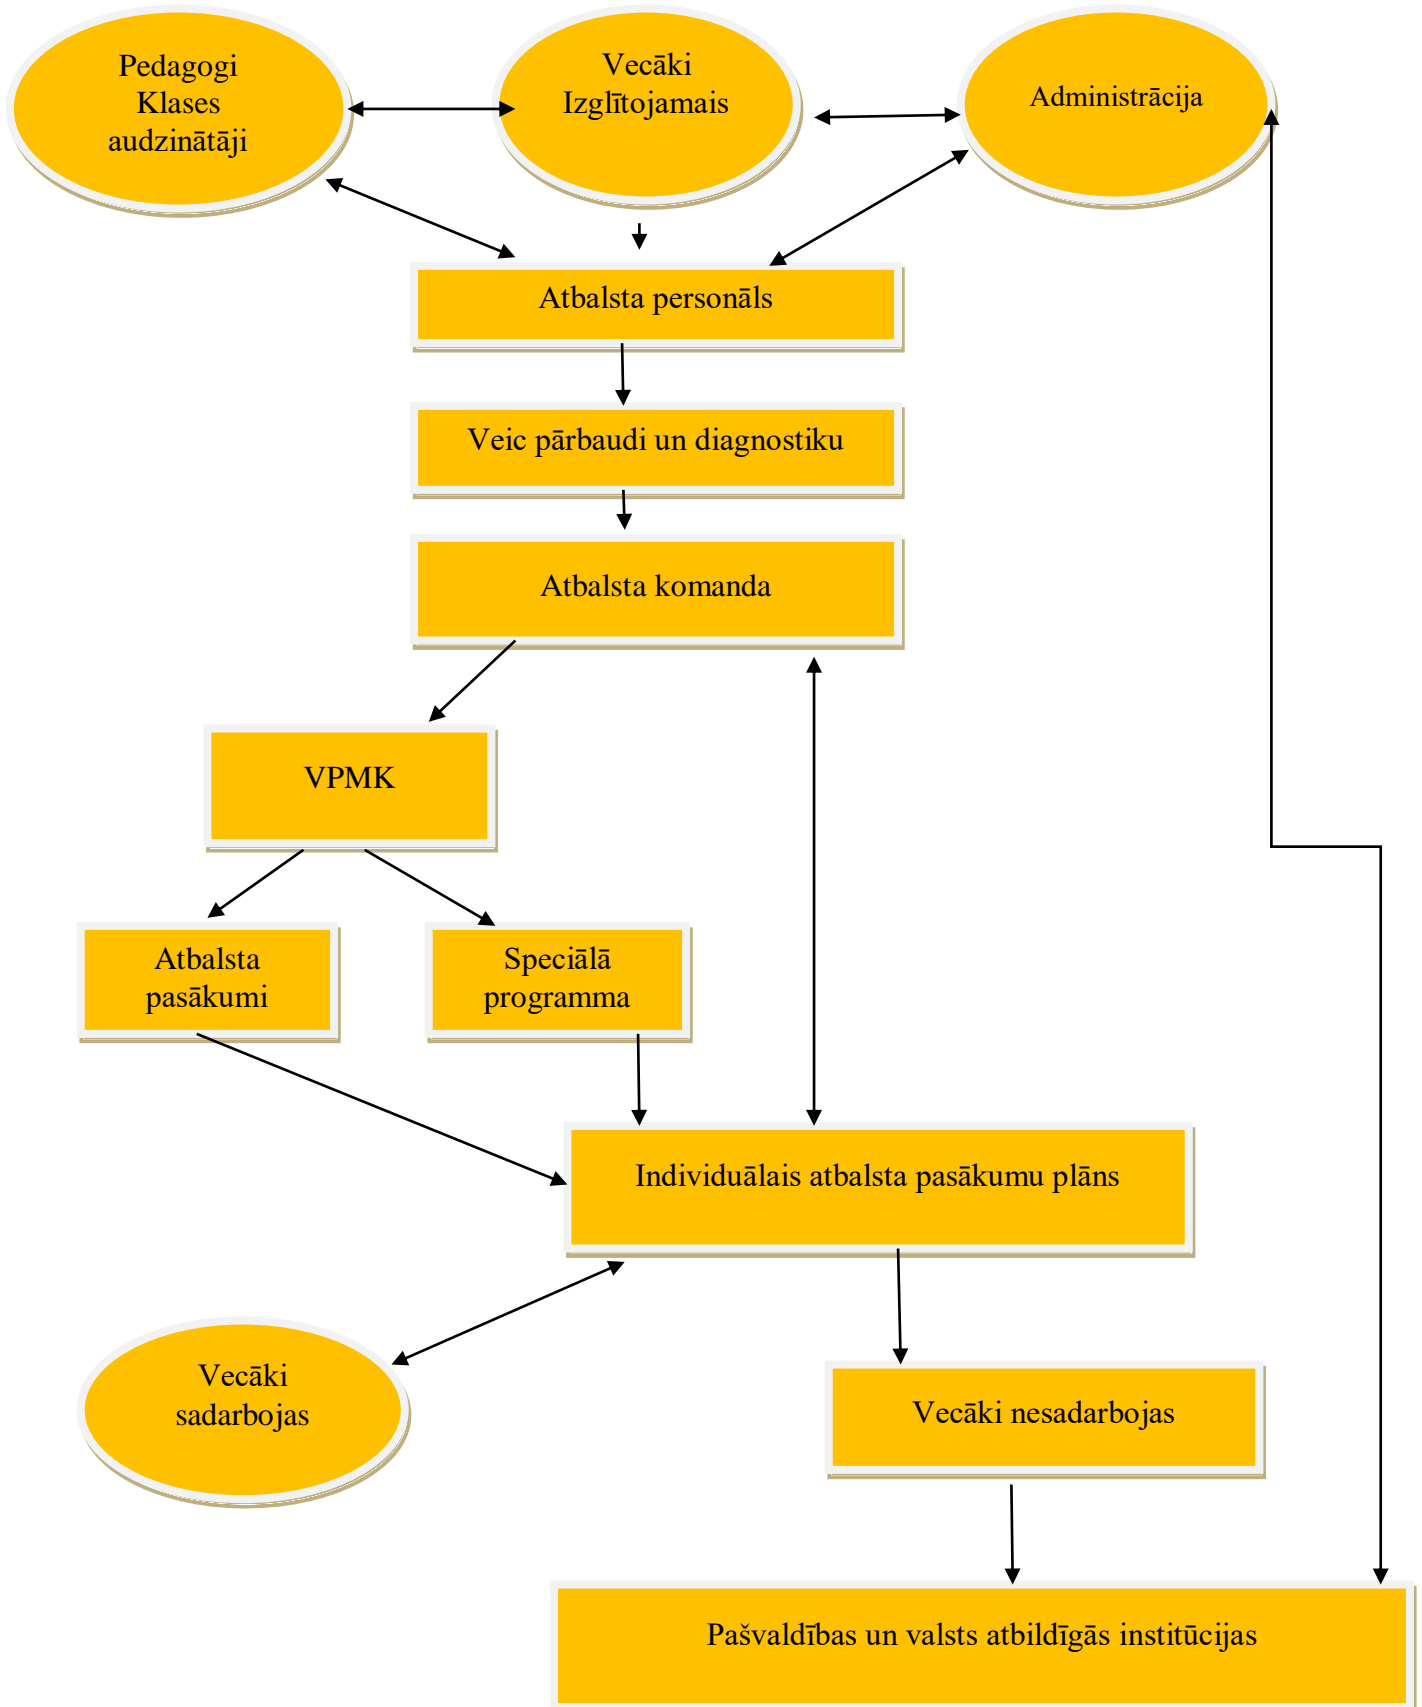 Pedagogi
Klases
audzinātāji
Vecāki
Izglītojamais
Administrācija
Atbalsta personāls
Veic pārbaudi un diagnostiku
Atbalsta komanda
VPMK
Atbalsta
pasākumi
Speciālā
programma
Individuālais atbalsta pasākumu plāns
Vecāki
sadarbojas
Vecāki nesadarbojas
Pašvaldības un valsts atbildīgās institūcijas